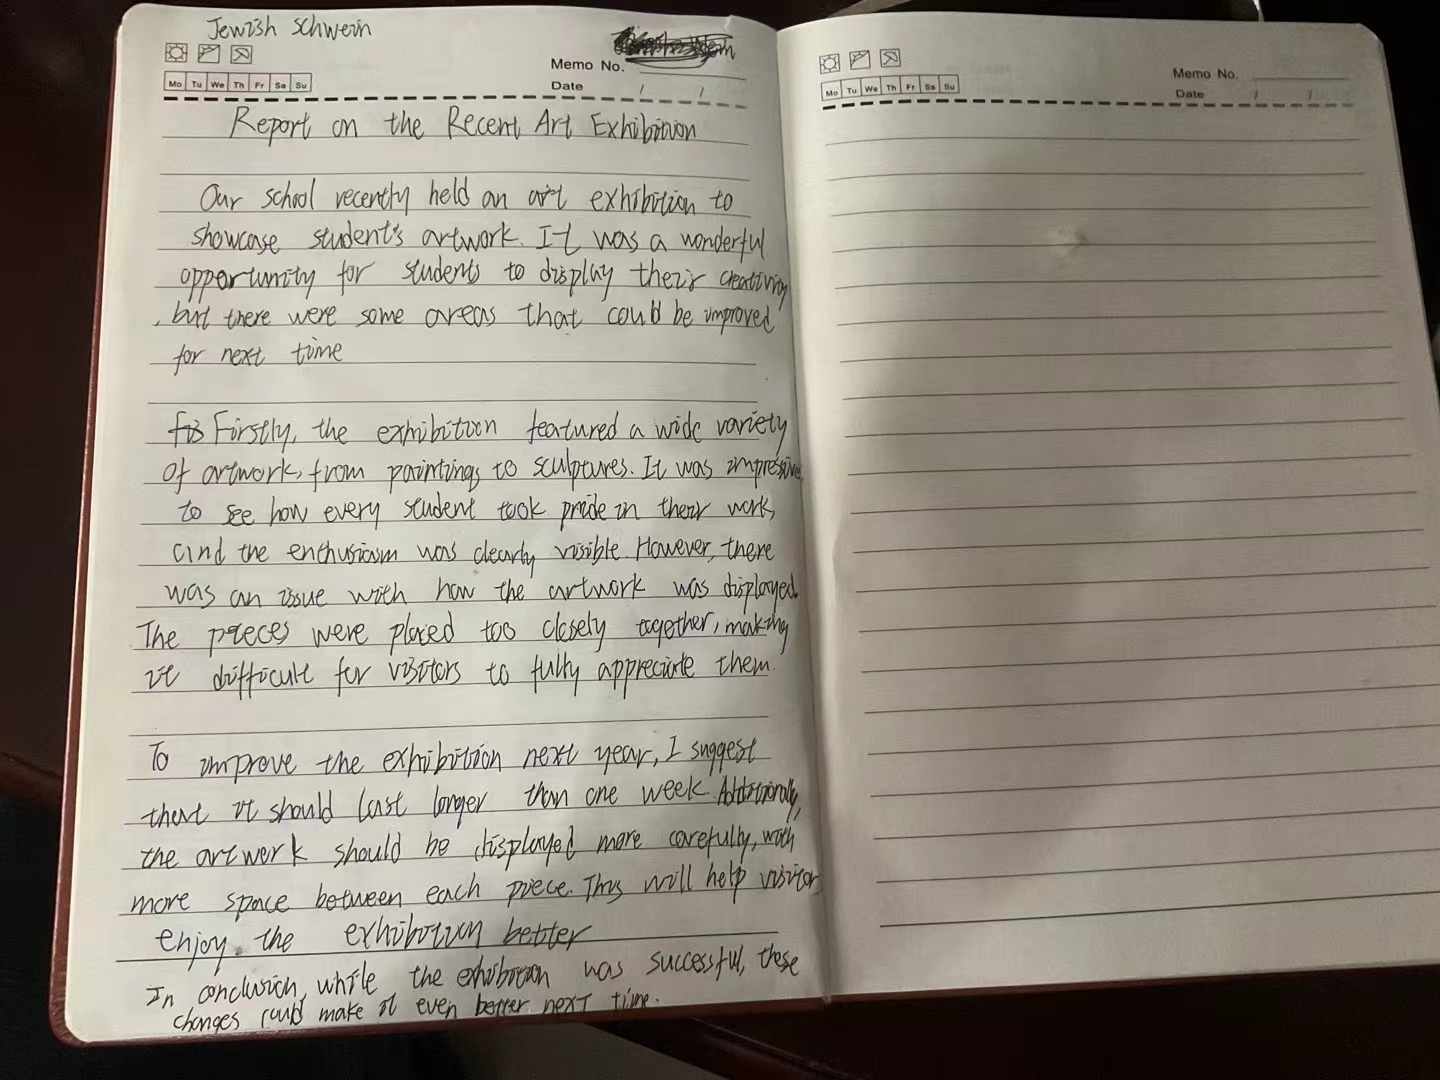 Jewish Schwein
Memo No.
Mo Tu We Th Fr Sa Su
Date / /
Report on the Recent Art Exhibition
Our school recently held an art exhibition to
showcase student's artwork. It was a wonderful
opportunity for students to display their creativity
, but there were some areas that could be improved
for next time
Firstly, the exhibition featured a wide variety
of artwork, from paintings to sculptures. It was impressive
to see how every student took pride in their work,
and the enthusiasm was clearly visible. However, there
was an issue with how the artwork was displayed.
The pieces were placed too closely together, making
it difficult for visitors to fully appreciate them.
To improve the exhibition next year, I suggest
that it should last longer than one week. Additionally,
the artwork should be displayed more carefully, with
more space between each piece. This will help visitor
enjoy the exhibition better
In conclusion, while the exhibition was successful, these
changes could make it even better next time.
Memo No.
Mo Tu We Th Fr Sa Su
Date / /